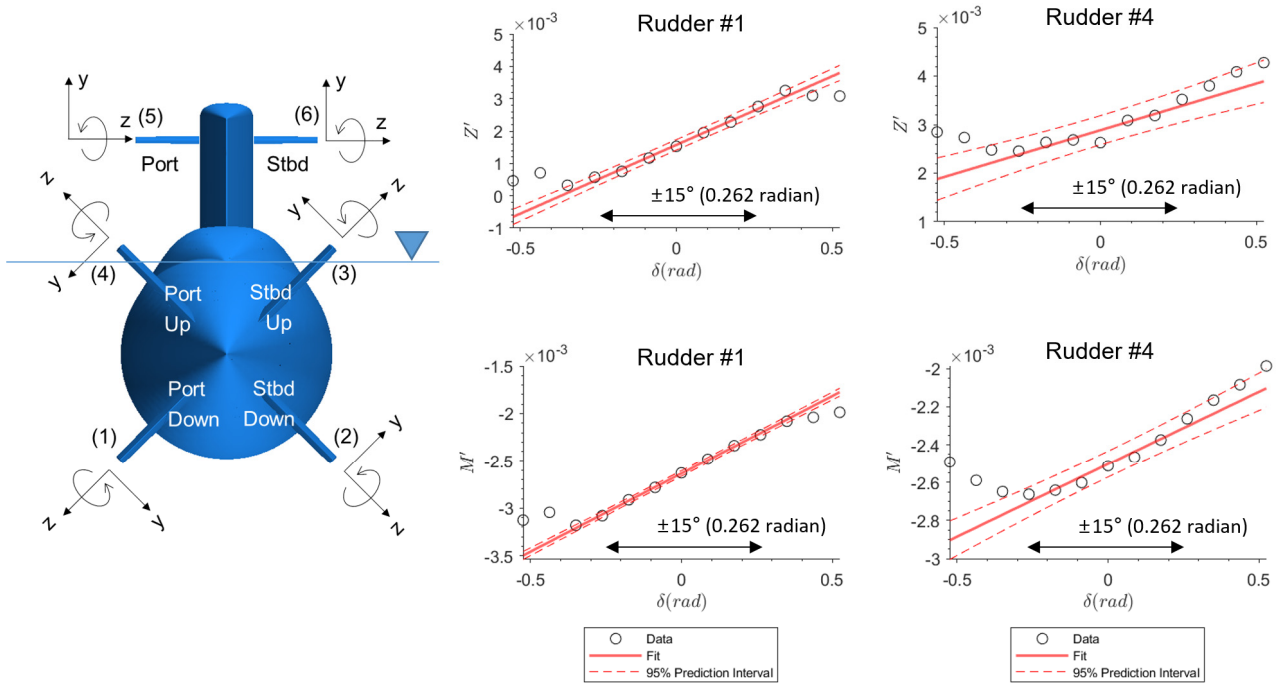 y
z
(5)
Port
(6)
Stbd
y
z
z
y
(4)
Port
Up
y
z
(3)
Stbd
Up
Port
Down
(1)
z
y
Stbd
Down
(2)
y
z
Rudder #1
×10⁻³
5
4
3
2
1
0
-1
Z′
±15° (0.262 radian)
-0.5
0
0.5
δ(rad)
Rudder #4
×10⁻³
5
4
3
2
1
Z′
±15° (0.262 radian)
-0.5
0
0.5
δ(rad)
Rudder #1
×10⁻³
-1.5
-2
-2.5
-3
-3.5
M′
±15° (0.262 radian)
-0.5
0
0.5
δ(rad)
Rudder #4
×10⁻³
-2
-2.2
-2.4
-2.6
-2.8
-3
M′
±15° (0.262 radian)
-0.5
0
0.5
δ(rad)
Data
Fit
95% Prediction Interval
Data
Fit
95% Prediction Interval